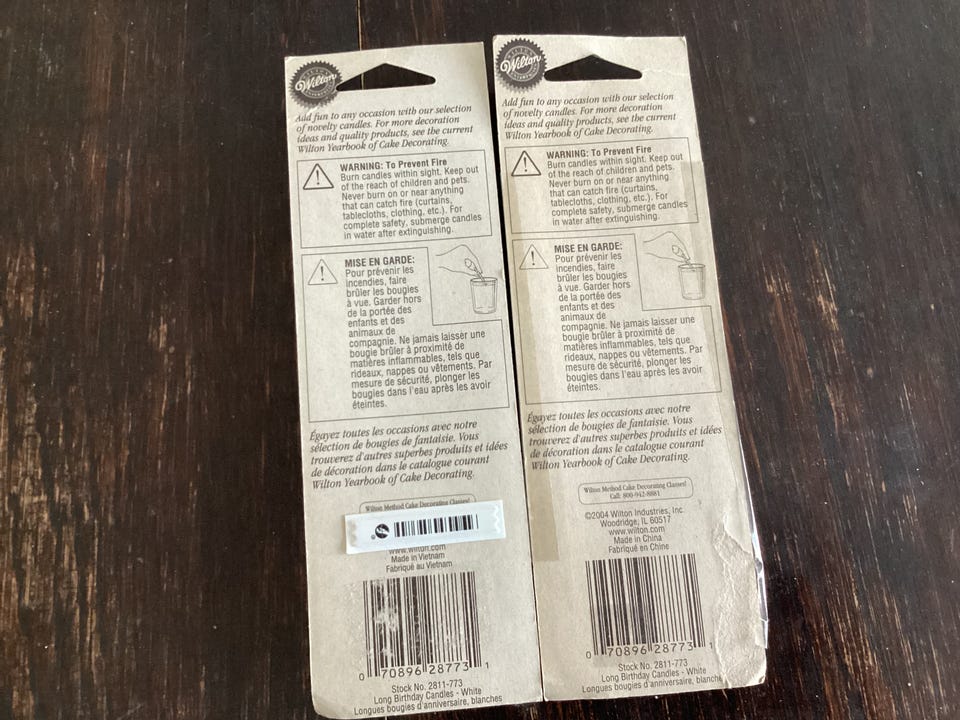 Wilton
Add fun to any occasion with our selection
of novelty candles. For more decoration
ideas and quality products, see the current
Wilton Yearbook of Cake Decorating.
WARNING: To Prevent Fire
Burn candles within sight. Keep out
of the reach of children and pets.
Never burn on or near anything
that can catch fire (curtains,
tablecloths, clothing, etc.). For
complete safety, submerge candles
in water after extinguishing.
MISE EN GARDE:
Pour prévenir les
incendies, faire
brûler les bougies
à vue. Garder hors
de la portée des
enfants et des
animaux de
compagnie. Ne jamais laisser une
bougie brûler à proximité de
matières inflammables, tels que
rideaux, nappes ou vêtements. Par
mesure de sécurité, plonger les
bougies dans l'eau après les avoir
éteintes.
Égayez toutes les occasions avec notre
sélection de bougies de fantaisie. Vous
trouverez d'autres superbes produits et idées
de décoration dans le catalogue courant
Wilton Yearbook of Cake Decorating.
Wilton Method Cake Decorating Classes!
www.wilton.com
Made in Vietnam
Fabriqué au Vietnam
0 70896 28773 1
Stock No. 2811-773
Long Birthday Candles - White
Longues bougies d'anniversaire, blanches
Wilton
Add fun to any occasion with our selection
of novelty candles. For more decoration
ideas and quality products, see the current
Wilton Yearbook of Cake Decorating.
WARNING: To Prevent Fire
Burn candles within sight. Keep out
of the reach of children and pets.
Never burn on or near anything
that can catch fire (curtains,
tablecloths, clothing, etc.). For
complete safety, submerge candles
in water after extinguishing.
MISE EN GARDE:
Pour prévenir les
incendies, faire
brûler les bougies
à vue. Garder hors
de la portée des
enfants et des
animaux de
compagnie. Ne jamais laisser une
bougie brûler à proximité de
matières inflammables, tels que
rideaux, nappes ou vêtements. Par
mesure de sécurité, plonger les
bougies dans l'eau après les avoir
éteintes.
Égayez toutes les occasions avec notre
sélection de bougies de fantaisie. Vous
trouverez d'autres superbes produits et idées
de décoration dans le catalogue courant
Wilton Yearbook of Cake Decorating.
Wilton Method Cake Decorating Classes!
Call: 800-942-8881
©2004 Wilton Industries, Inc.
Woodridge, IL 60517
www.wilton.com
Made in China
Fabriqué en Chine
0 70896 28773 1
Stock No. 2811-773
Long Birthday Candles - White
Longues bougies d'anniversaire, blanches